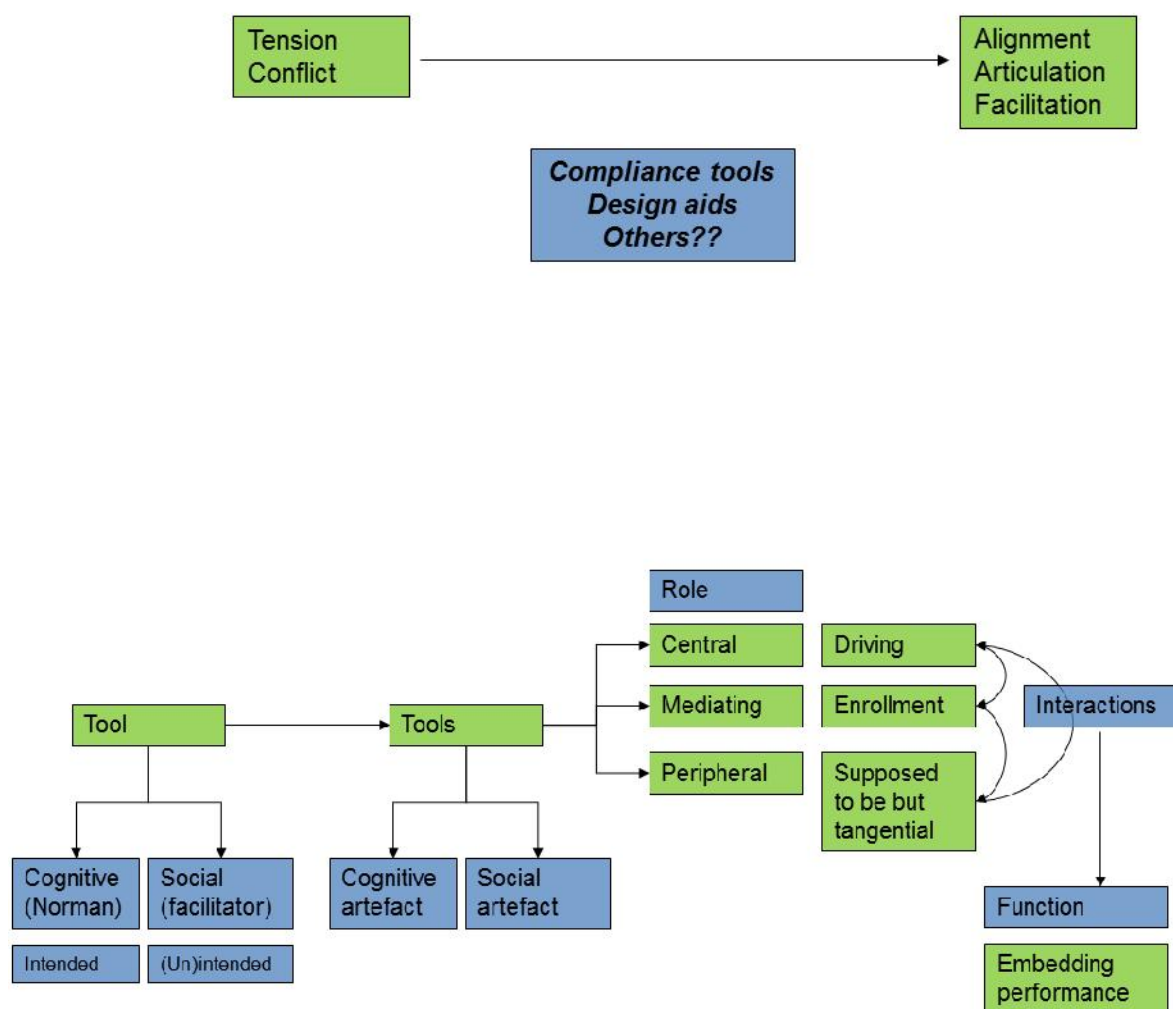 Tension
Conflict
Alignment
Articulation
Facilitation
Compliance tools
Design aids
Others??
Role
Central
Driving
Mediating
Enrollment
Interactions
Tool
Tools
Peripheral
Supposed
to be but
tangential
Cognitive
(Norman)
Social
(facilitator)
Cognitive
artefact
Social
artefact
Function
Intended
(Un)intended
Embedding
performance